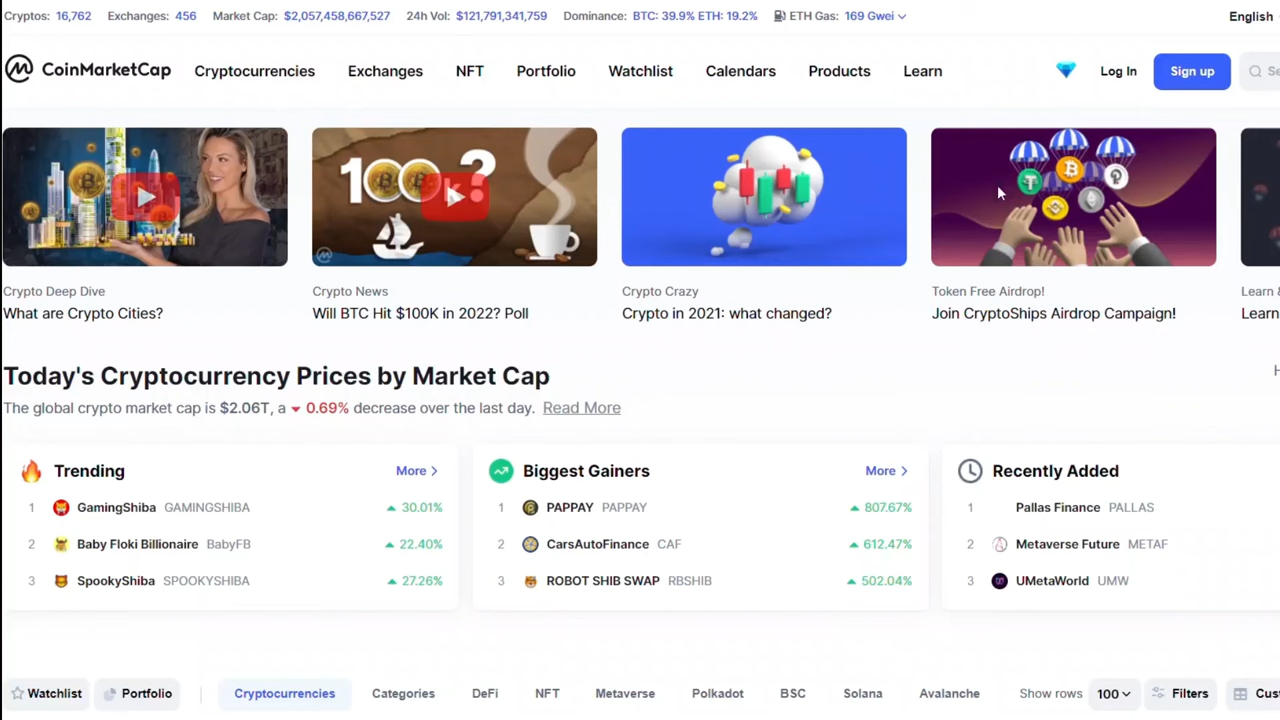 Cryptos: 16,762 Exchanges: 456 Market Cap: $2,057,458,667,527 24h Vol: $121,791,341,759 Dominance: BTC: 39.9% ETH: 19.2% ETH Gas: 169 Gwei English
CoinMarketCap Cryptocurrencies Exchanges NFT Portfolio Watchlist Calendars Products Learn Log In Sign up
100K?
Crypto Deep Dive Crypto News Crypto Crazy Token Free Airdrop! Learn &
What are Crypto Cities? Will BTC Hit $100K in 2022? Poll Crypto in 2021: what changed? Join CryptoShips Airdrop Campaign! Learn
Today's Cryptocurrency Prices by Market Cap
The global crypto market cap is $2.06T, a 0.69% decrease over the last day. Read More
Trending More Biggest Gainers More Recently Added
1 GamingShiba GAMINGSHIBA 30.01% 1 PAPPAY PAPPAY 807.67% 1 Pallas Finance PALLAS
2 Baby Floki Billionaire BabyFB 22.40% 2 CarsAutoFinance CAF 612.47% 2 Metaverse Future METAF
3 SpookyShiba SPOOKYSHIBA 27.26% 3 ROBOT SHIB SWAP RBSHIB 502.04% 3 UMetaWorld UMW
Watchlist Portfolio Cryptocurrencies Categories DeFi NFT Metaverse Polkadot BSC Solana Avalanche Show rows 100 Filters